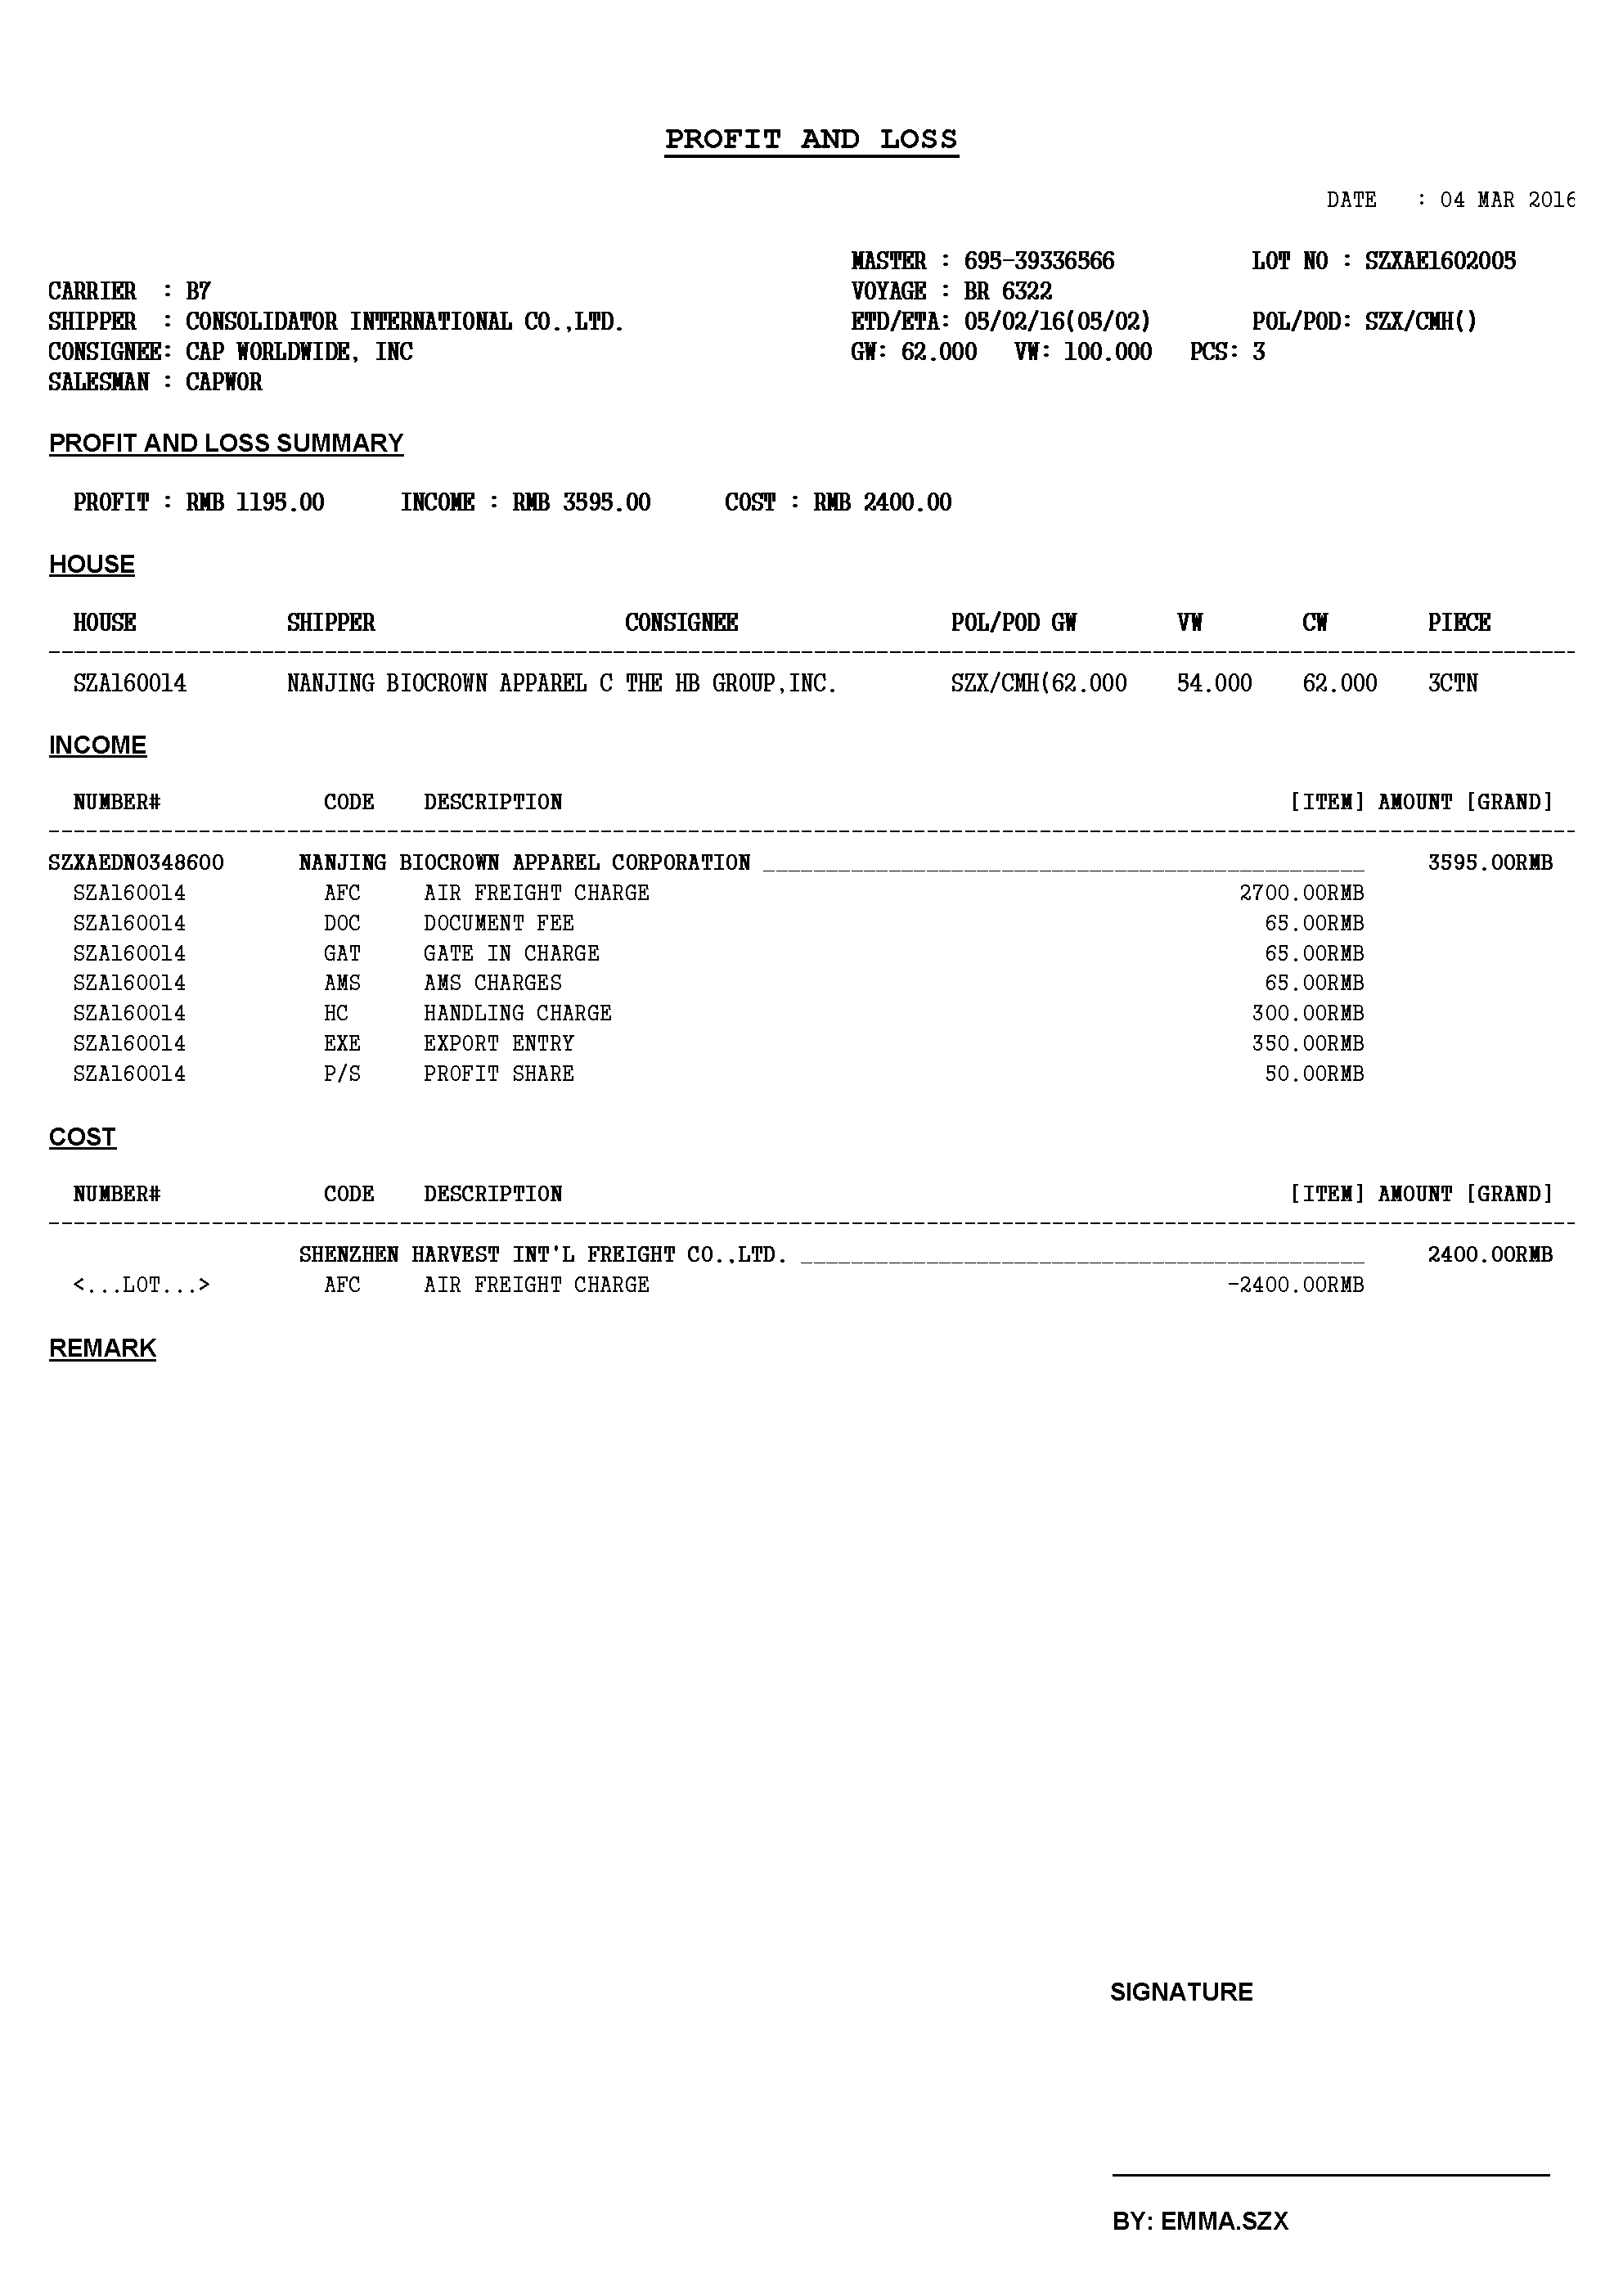 PROFIT AND LOSS
DATE : 04 MAR 2016
MASTER : 695-39336566 LOT NO : SZXAE1602005
CARRIER : B7 VOYAGE : BR 6322
SHIPPER : CONSOLIDATOR INTERNATIONAL CO.,LTD. ETD/ETA: 05/02/16(05/02) POL/POD: SZX/CMH()
CONSIGNEE: CAP WORLDWIDE, INC GW: 62.000 VW: 100.000 PCS: 3
SALESMAN : CAPWOR
PROFIT AND LOSS SUMMARY
PROFIT : RMB 1195.00 INCOME : RMB 3595.00 COST : RMB 2400.00
HOUSE
HOUSE SHIPPER CONSIGNEE POL/POD GW VW CW PIECE
SZA160014 NANJING BIOCROWN APPAREL C THE HB GROUP,INC. SZX/CMH(62.000 54.000 62.000 3CTN
INCOME
NUMBER# CODE DESCRIPTION [ITEM] AMOUNT [GRAND]
SZXAEDN0348600 NANJING BIOCROWN APPAREL CORPORATION 3595.00RMB
SZA160014 AFC AIR FREIGHT CHARGE 2700.00RMB
SZA160014 DOC DOCUMENT FEE 65.00RMB
SZA160014 GAT GATE IN CHARGE 65.00RMB
SZA160014 AMS AMS CHARGES 65.00RMB
SZA160014 HC HANDLING CHARGE 300.00RMB
SZA160014 EXE EXPORT ENTRY 350.00RMB
SZA160014 P/S PROFIT SHARE 50.00RMB
COST
NUMBER# CODE DESCRIPTION [ITEM] AMOUNT [GRAND]
SHENZHEN HARVEST INT'L FREIGHT CO.,LTD. 2400.00RMB
<...LOT...> AFC AIR FREIGHT CHARGE -2400.00RMB
REMARK
SIGNATURE
BY: EMMA.SZX